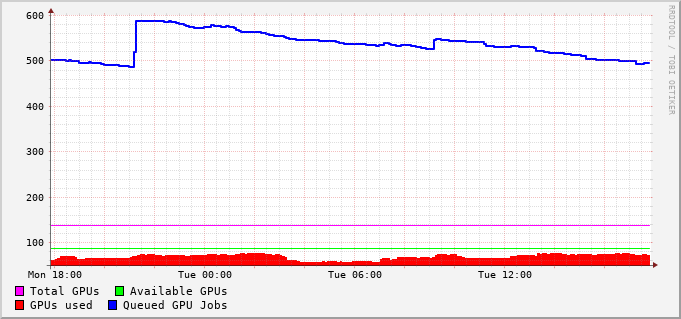 600
500
400
300
200
100
Mon 18:00 Tue 00:00 Tue 06:00 Tue 12:00
Total GPUs Available GPUs
GPUs used Queued GPU Jobs
RRDTOOL / TOBI OETIKER